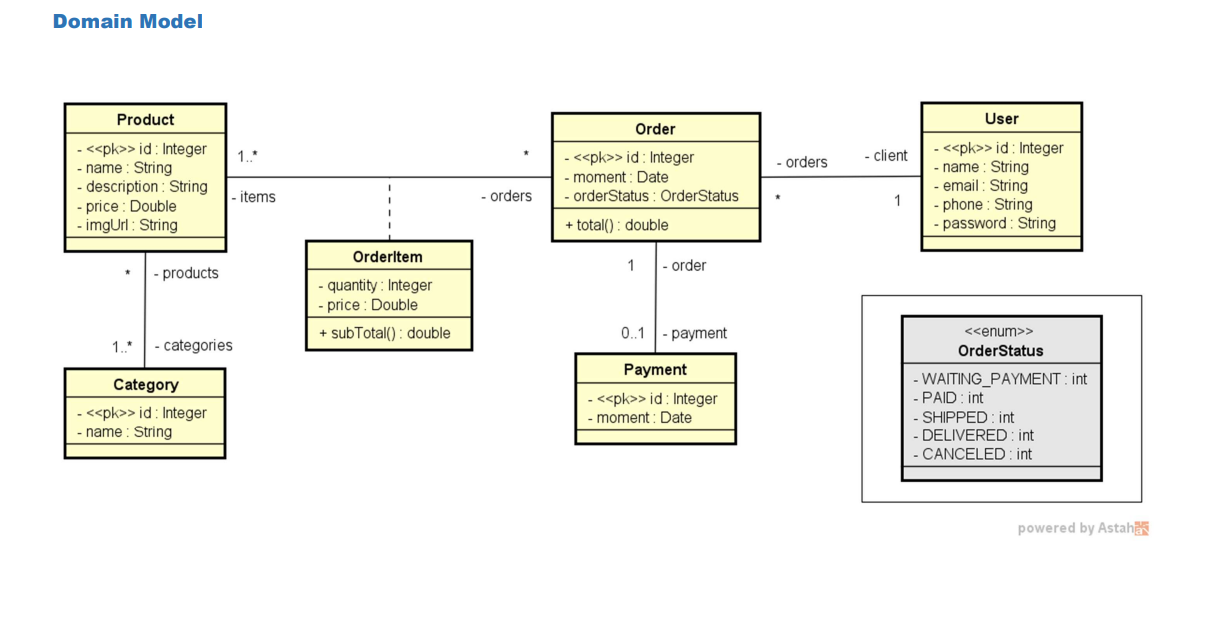 Domain Model
Product
- <<pk>> id : Integer
- name : String
- description : String
- price : Double
- imgUrl : String
1..*
- items
*
- orders
Order
- <<pk>> id : Integer
- moment : Date
- orderStatus : OrderStatus
+ total() : double
- orders
*
- client
1
User
- <<pk>> id : Integer
- name : String
- email : String
- phone : String
- password : String
OrderItem
- quantity : Integer
- price : Double
+ subTotal() : double
* - products
1..* - categories
Category
- <<pk>> id : Integer
- name : String
1 - order
0..1 - payment
Payment
- <<pk>> id : Integer
- moment : Date
<<enum>>
OrderStatus
- WAITING_PAYMENT : int
- PAID : int
- SHIPPED : int
- DELIVERED : int
- CANCELED : int
powered by Astah